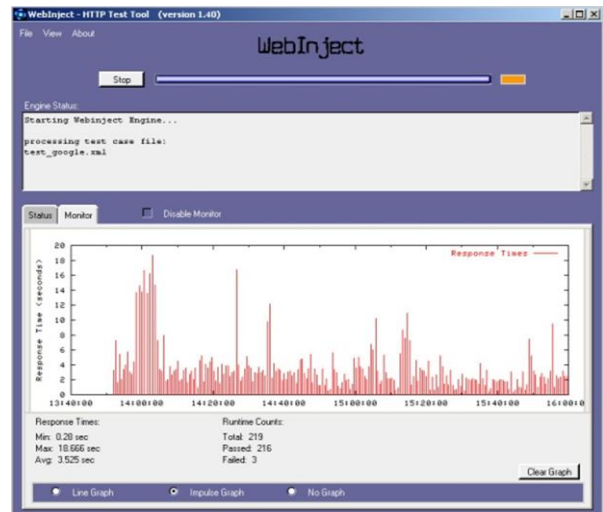 WebInject - HTTP Test Tool (version 1.40)
File View About
WebInject
Stop
Engine Status:
Starting Webinject Engine...
processing test case file:
test_google.xml
Status Monitor Disable Monitor
Response Times
Response Time (seconds)
20
18
16
14
12
10
8
6
4
2
0
13:40:00 14:00:00 14:20:00 14:40:00 15:00:00 15:20:00 15:40:00 16:00:0
Response Times:
Min: 0.28 sec
Max: 18.666 sec
Avg: 3.525 sec
Runtime Counts:
Total: 219
Passed: 216
Failed: 3
Clear Graph
Line Graph Impulse Graph No Graph